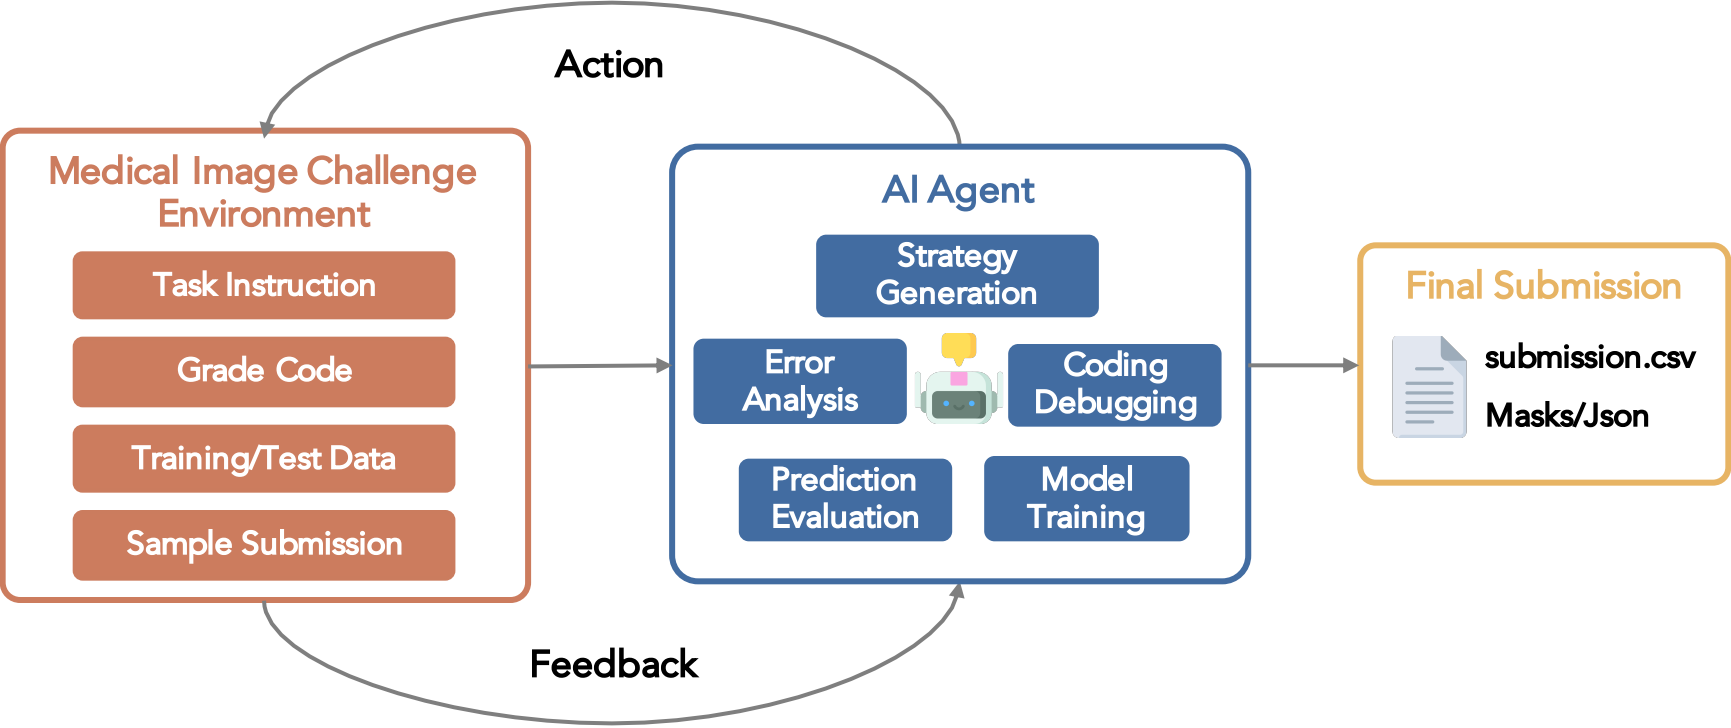 Action
Medical Image Challenge
Environment
Task Instruction
Grade Code
Training/Test Data
Sample Submission
AI Agent
Strategy
Generation
Error
Analysis
Coding
Debugging
Prediction
Evaluation
Model
Training
Final Submission
submission.csv
Masks/Json
Feedback